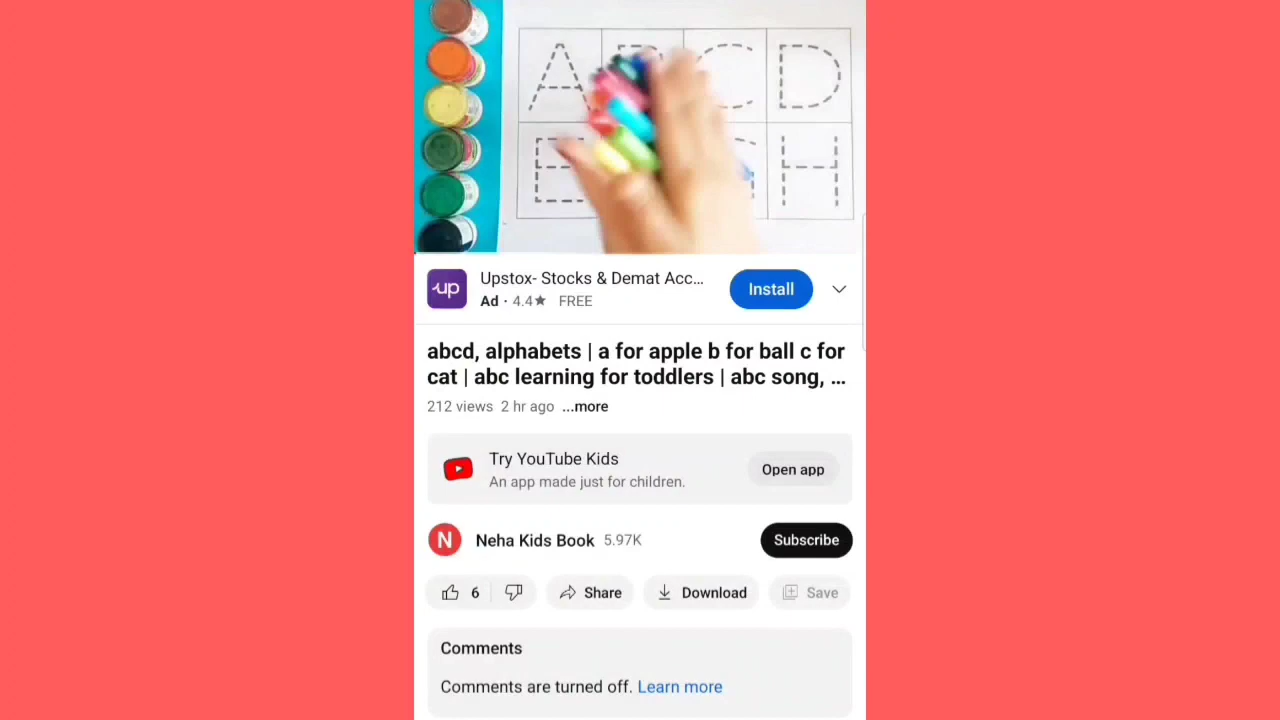 A B C D
E H
up
Upstox- Stocks & Demat Acc...
Install
Ad · 4.4★ FREE
abcd, alphabets | a for apple b for ball c for
cat | abc learning for toddlers | abc song, ...
212 views 2 hr ago ...more
Try YouTube Kids
An app made just for children.
Open app
N
Neha Kids Book 5.97K
Subscribe
6 Share Download Save
Comments
Comments are turned off. Learn more